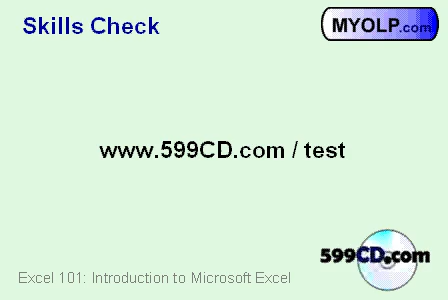 Skills Check
MYOLP.com
www.599CD.com / test
599CD.com
Excel 101: Introduction to Microsoft Excel